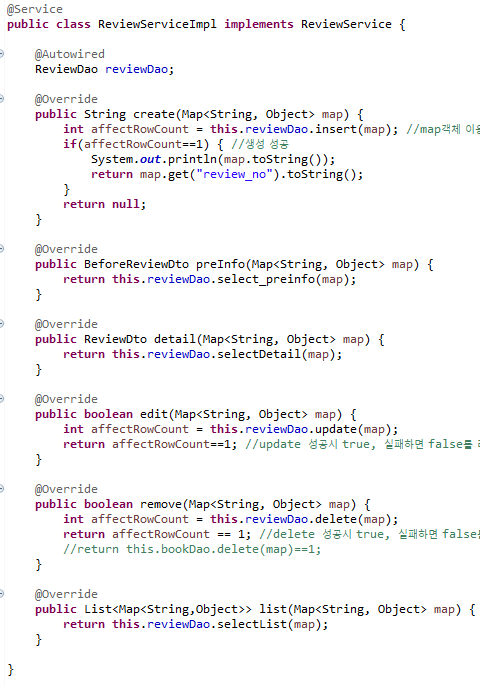 @Service
public class ReviewServiceImpl implements ReviewService {
@Autowired
ReviewDao reviewDao;
@Override
public String create(Map<String, Object> map) {
int affectRowCount = this.reviewDao.insert(map); //map객체 이용
if(affectRowCount==1) { //생성 성공
System.out.println(map.toString());
return map.get("review_no").toString();
}
return null;
}
@Override
public BeforeReviewDto preInfo(Map<String, Object> map) {
return this.reviewDao.select_preinfo(map);
}
@Override
public ReviewDto detail(Map<String, Object> map) {
return this.reviewDao.selectDetail(map);
}
@Override
public boolean edit(Map<String, Object> map) {
int affectRowCount = this.reviewDao.update(map);
return affectRowCount==1; //update 성공시 true, 실패하면 false를
}
@Override
public boolean remove(Map<String, Object> map) {
int affectRowCount = this.reviewDao.delete(map);
return affectRowCount == 1; //delete 성공시 true, 실패하면 false를
//return this.bookDao.delete(map)==1;
}
@Override
public List<Map<String,Object>> list(Map<String, Object> map) {
return this.reviewDao.selectList(map);
}
}